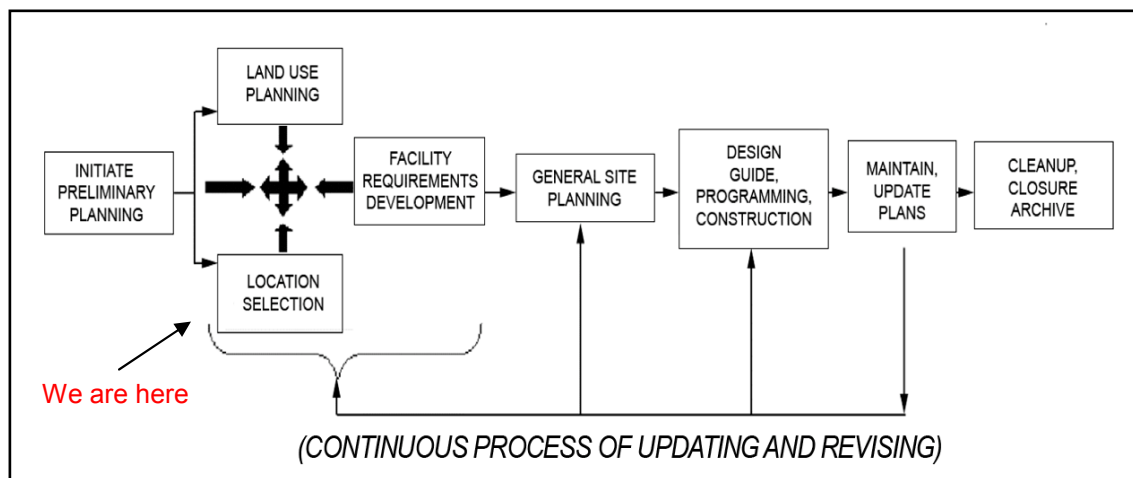 LAND USE
PLANNING
INITIATE
PRELIMINARY
PLANNING
FACILITY
REQUIREMENTS
DEVELOPMENT
GENERAL SITE
PLANNING
DESIGN
GUIDE,
PROGRAMMING,
CONSTRUCTION
MAINTAIN,
UPDATE
PLANS
CLEANUP,
CLOSURE
ARCHIVE
LOCATION
SELECTION
We are here
(CONTINUOUS PROCESS OF UPDATING AND REVISING)